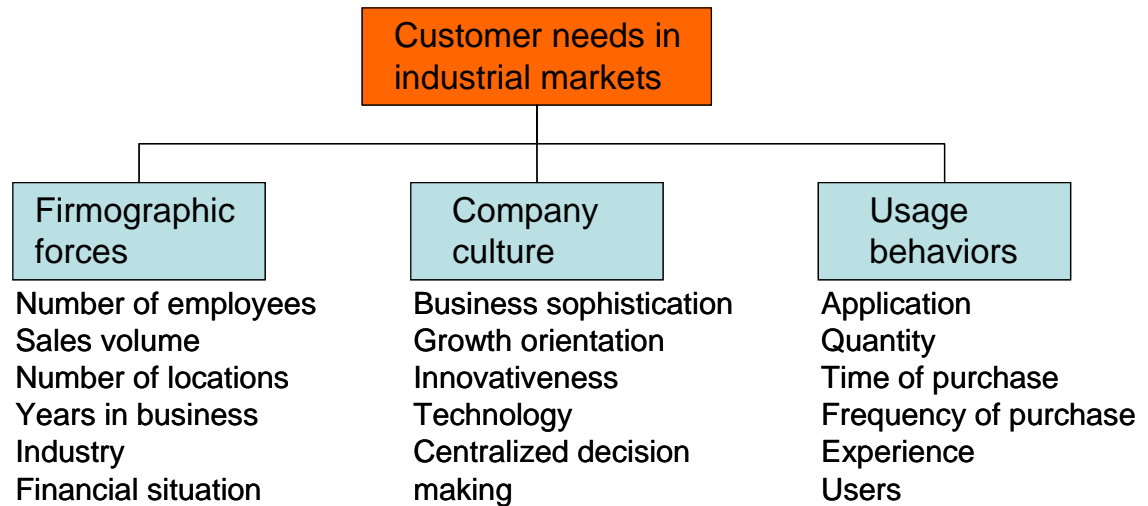 Customer needs in
industrial markets
Firmographic
forces
Number of employees
Sales volume
Number of locations
Years in business
Industry
Financial situation
Company
culture
Business sophistication
Growth orientation
Innovativeness
Technology
Centralized decision
making
Usage
behaviors
Application
Quantity
Time of purchase
Frequency of purchase
Experience
Users